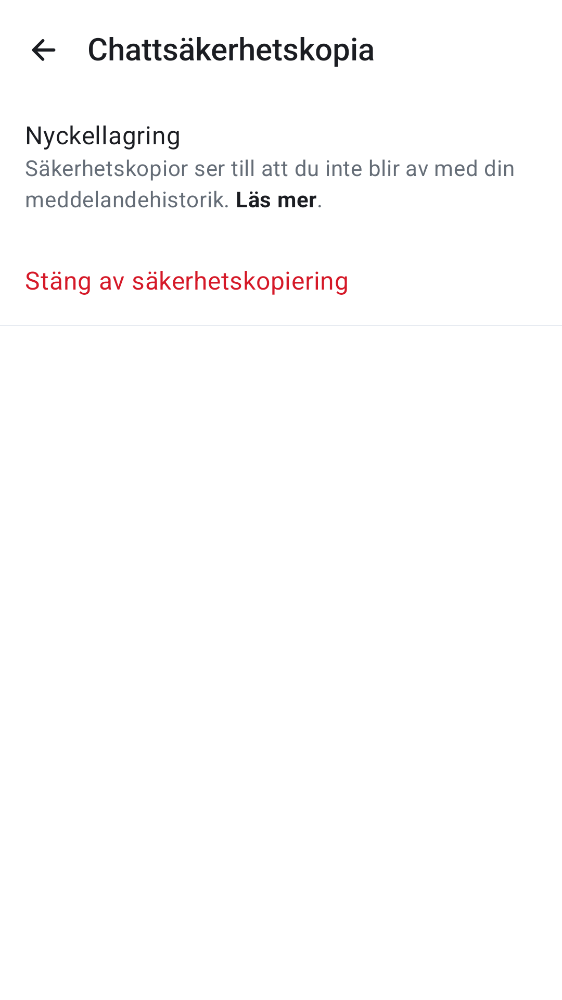 Chattsäkerhetskopia
Nyckellagring
Säkerhetskopior ser till att du inte blir av med din
meddelandehistorik. Läs mer.
Stäng av säkerhetskopiering